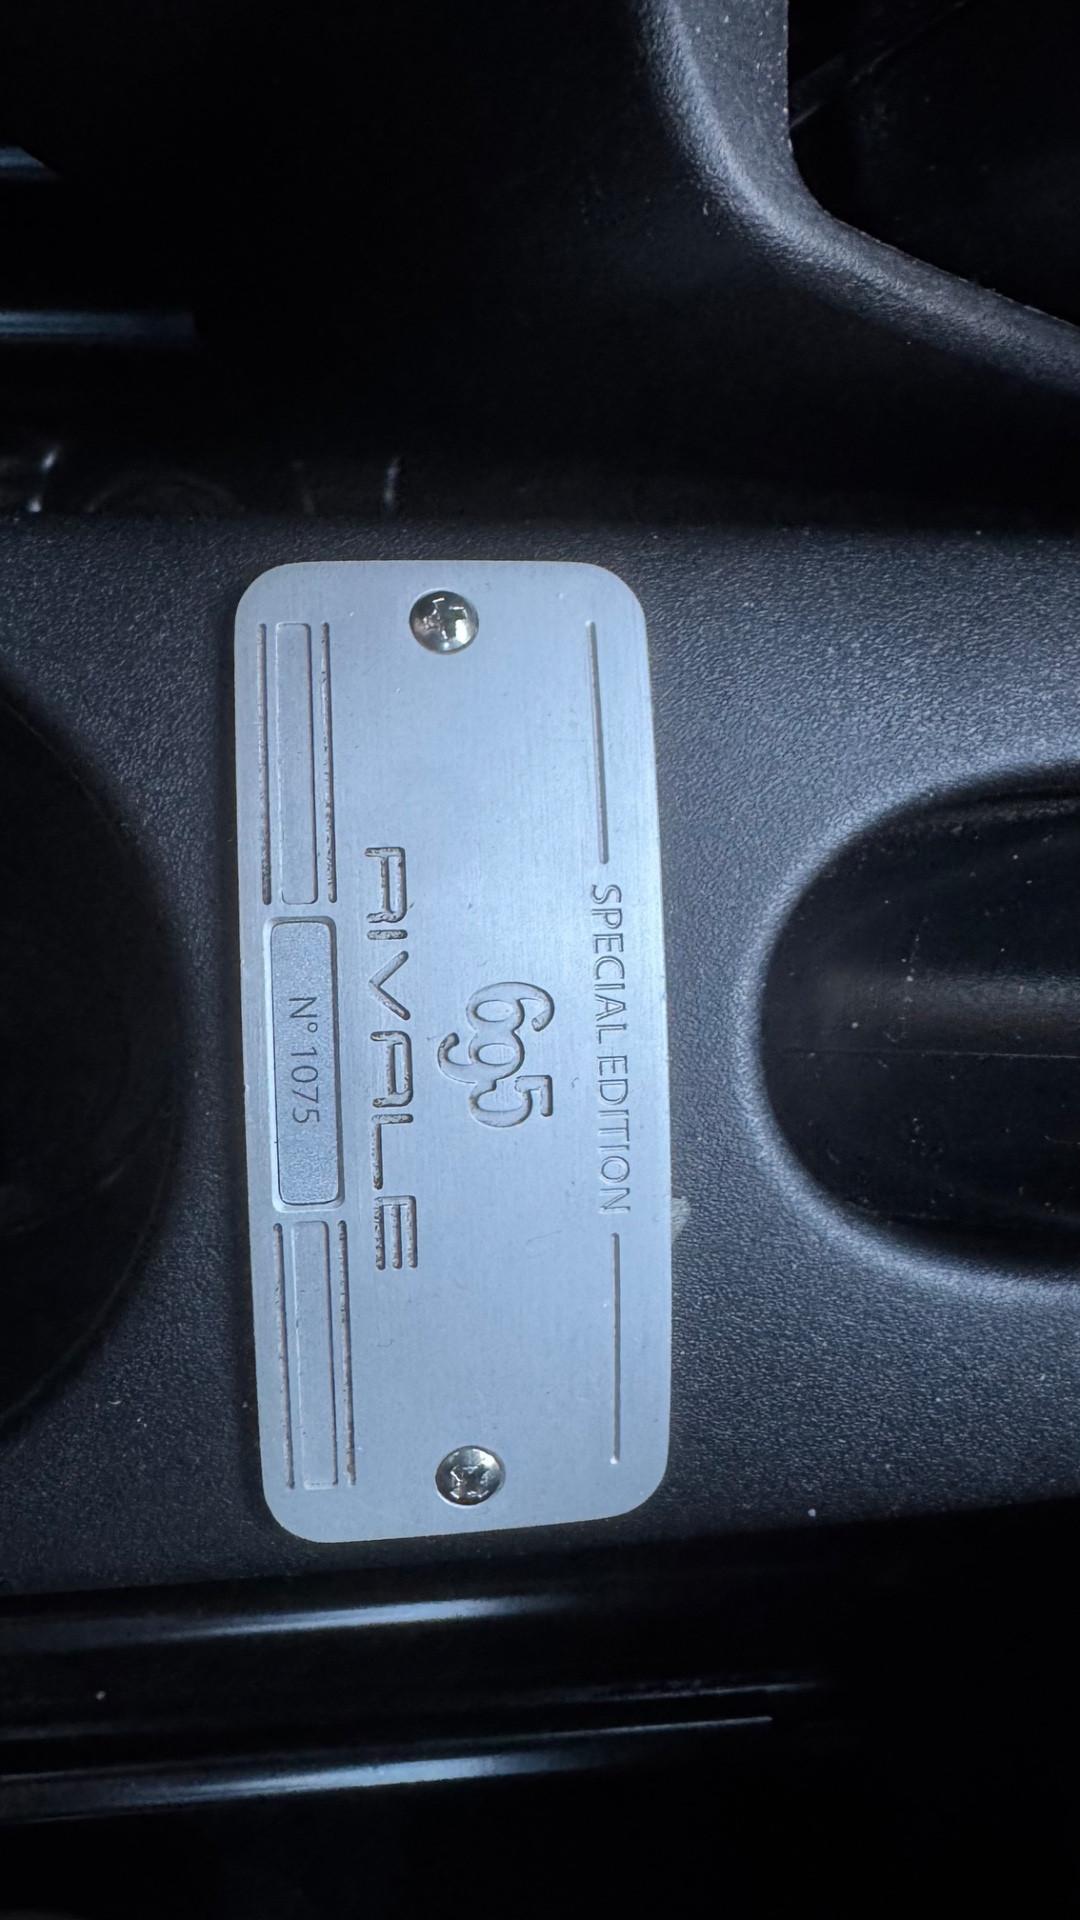 SPECIAL EDITION
695
RIVALE
N° 1075